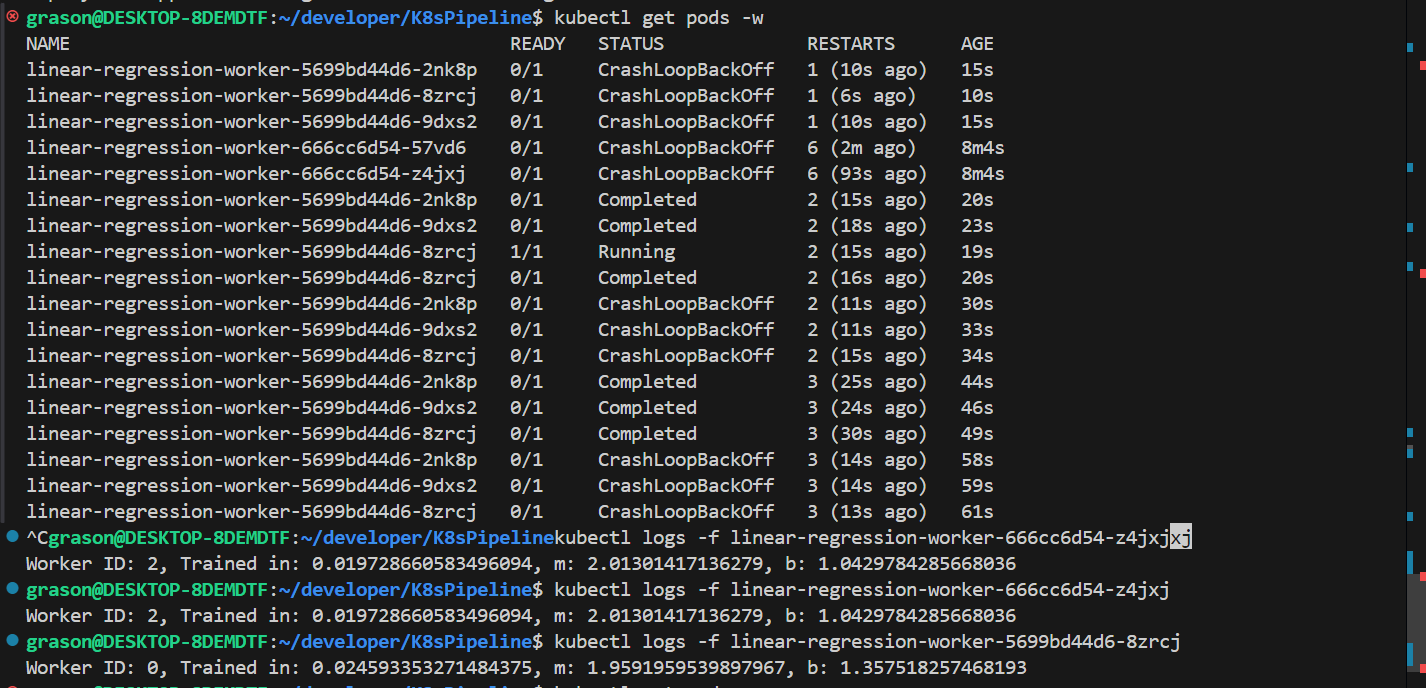 grason@DESKTOP-8DEMDTF:~/developer/K8sPipeline$ kubectl get pods -w
NAME READY STATUS RESTARTS AGE
linear-regression-worker-5699bd44d6-2nk8p 0/1 CrashLoopBackOff 1 (10s ago) 15s
linear-regression-worker-5699bd44d6-8zrcj 0/1 CrashLoopBackOff 1 (6s ago) 10s
linear-regression-worker-5699bd44d6-9dxs2 0/1 CrashLoopBackOff 1 (10s ago) 15s
linear-regression-worker-666cc6d54-57vd6 0/1 CrashLoopBackOff 6 (2m ago) 8m4s
linear-regression-worker-666cc6d54-z4jxj 0/1 CrashLoopBackOff 6 (93s ago) 8m4s
linear-regression-worker-5699bd44d6-2nk8p 0/1 Completed 2 (15s ago) 20s
linear-regression-worker-5699bd44d6-9dxs2 0/1 Completed 2 (18s ago) 23s
linear-regression-worker-5699bd44d6-8zrcj 1/1 Running 2 (15s ago) 19s
linear-regression-worker-5699bd44d6-8zrcj 0/1 Completed 2 (16s ago) 20s
linear-regression-worker-5699bd44d6-2nk8p 0/1 CrashLoopBackOff 2 (11s ago) 30s
linear-regression-worker-5699bd44d6-9dxs2 0/1 CrashLoopBackOff 2 (11s ago) 33s
linear-regression-worker-5699bd44d6-8zrcj 0/1 CrashLoopBackOff 2 (15s ago) 34s
linear-regression-worker-5699bd44d6-2nk8p 0/1 Completed 3 (25s ago) 44s
linear-regression-worker-5699bd44d6-9dxs2 0/1 Completed 3 (24s ago) 46s
linear-regression-worker-5699bd44d6-8zrcj 0/1 Completed 3 (30s ago) 49s
linear-regression-worker-5699bd44d6-2nk8p 0/1 CrashLoopBackOff 3 (14s ago) 58s
linear-regression-worker-5699bd44d6-9dxs2 0/1 CrashLoopBackOff 3 (14s ago) 59s
linear-regression-worker-5699bd44d6-8zrcj 0/1 CrashLoopBackOff 3 (13s ago) 61s
^Cgrason@DESKTOP-8DEMDTF:~/developer/K8sPipelinekubectl logs -f linear-regression-worker-666cc6d54-z4jxjxj
Worker ID: 2, Trained in: 0.019728660583496094, m: 2.01301417136279, b: 1.0429784285668036
grason@DESKTOP-8DEMDTF:~/developer/K8sPipeline$ kubectl logs -f linear-regression-worker-666cc6d54-z4jxj
Worker ID: 2, Trained in: 0.019728660583496094, m: 2.01301417136279, b: 1.0429784285668036
grason@DESKTOP-8DEMDTF:~/developer/K8sPipeline$ kubectl logs -f linear-regression-worker-5699bd44d6-8zrcj
Worker ID: 0, Trained in: 0.024593353271484375, m: 1.9591959539897967, b: 1.357518257468193